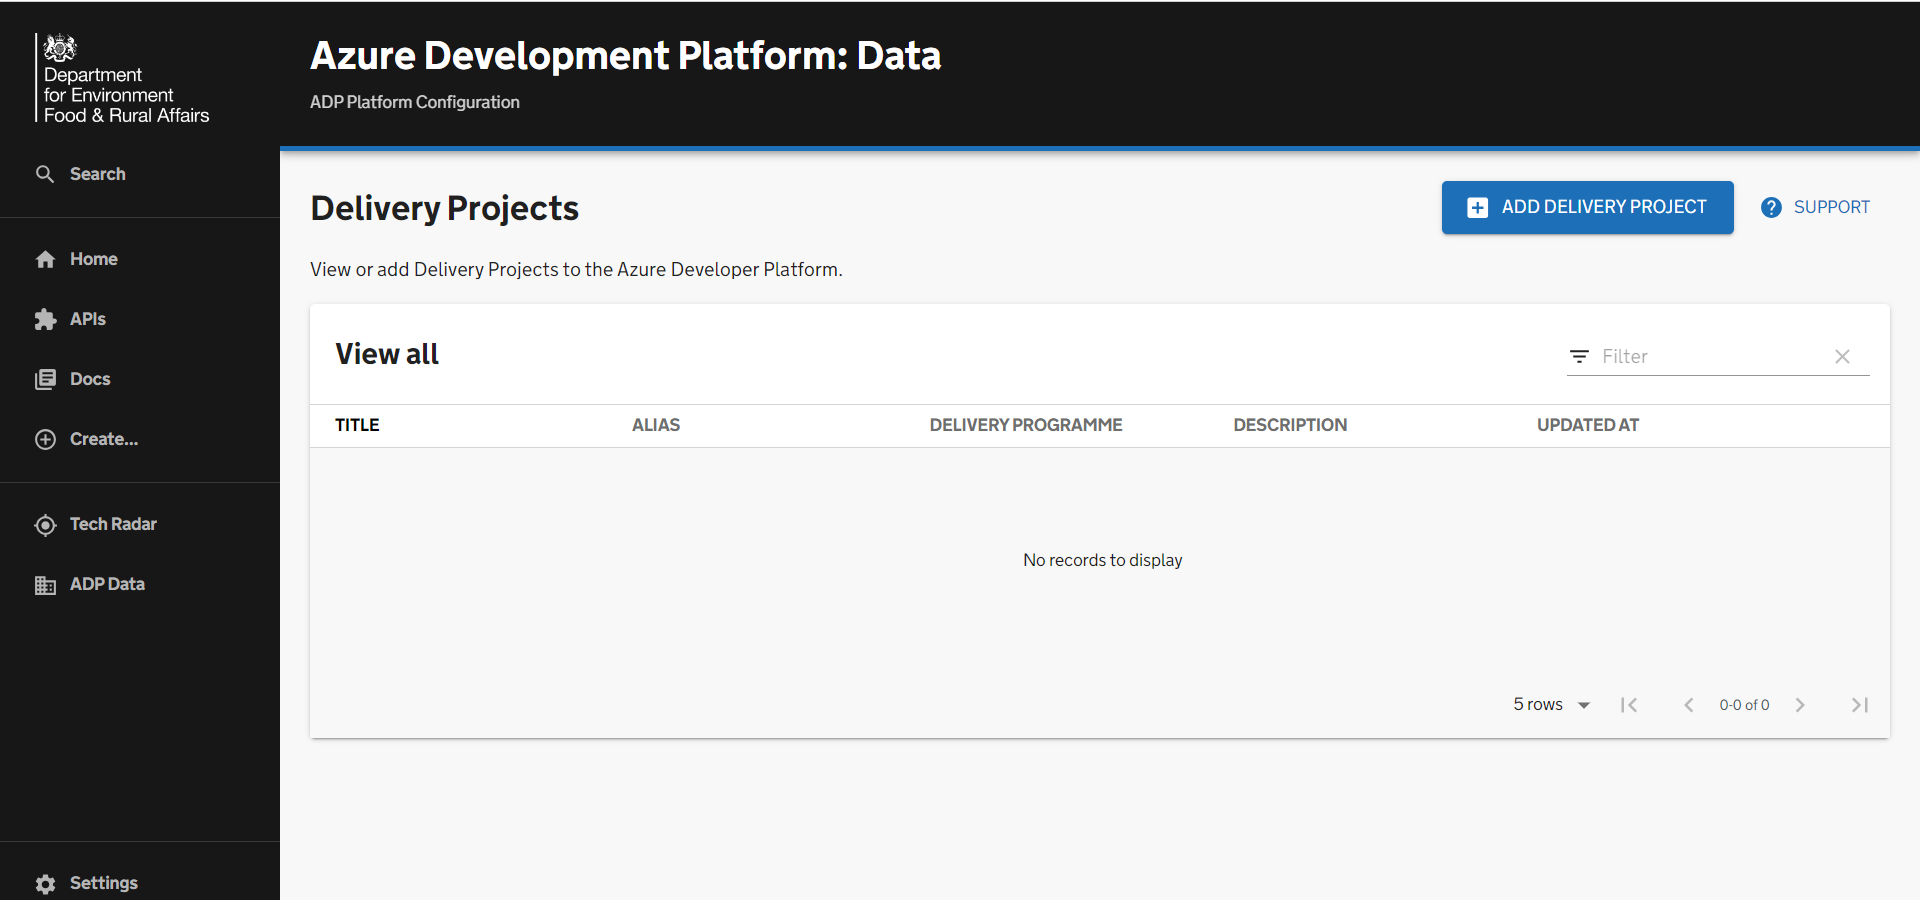 Department
for Environment
Food & Rural Affairs
Search
Home
APIs
Docs
Create...
Tech Radar
ADP Data
Settings
Azure Development Platform: Data
ADP Platform Configuration
Delivery Projects
ADD DELIVERY PROJECT
SUPPORT
View or add Delivery Projects to the Azure Developer Platform.
View all
Filter
TITLE ALIAS DELIVERY PROGRAMME DESCRIPTION UPDATED AT
No records to display
5 rows 0-0 of 0